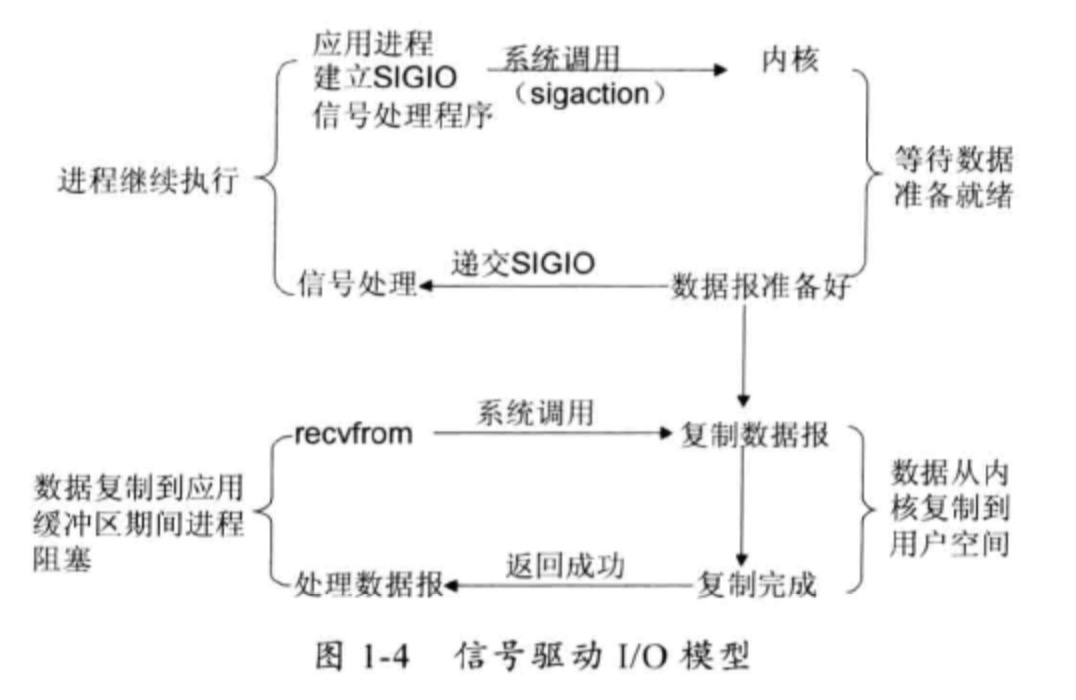 应用进程
建立SIGIO
信号处理程序
系统调用
（sigaction）
内核
进程继续执行
等待数据
准备就绪
信号处理
递交SIGIO
数据报准备好
recvfrom
系统调用
复制数据报
数据复制到应用
缓冲区期间进程
阻塞
数据从内
核复制到
用户空间
处理数据报
返回成功
复制完成
图 1-4 信号驱动 I/O 模型